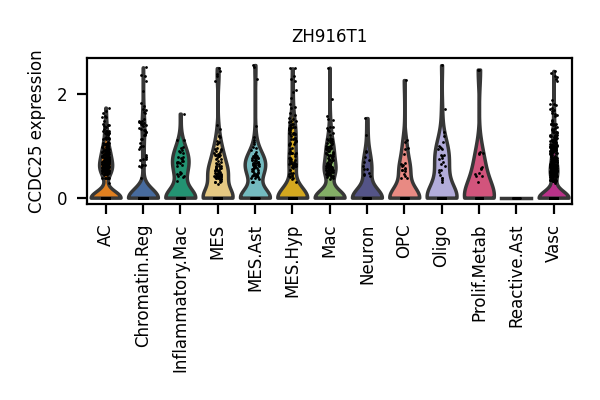 ZH916T1
CCDC25 expression
2
0
AC
Chromatin.Reg
Inflammatory.Mac
MES
MES.Ast
MES.Hyp
Mac
Neuron
OPC
Oligo
Prolif.Metab
Reactive.Ast
Vasc